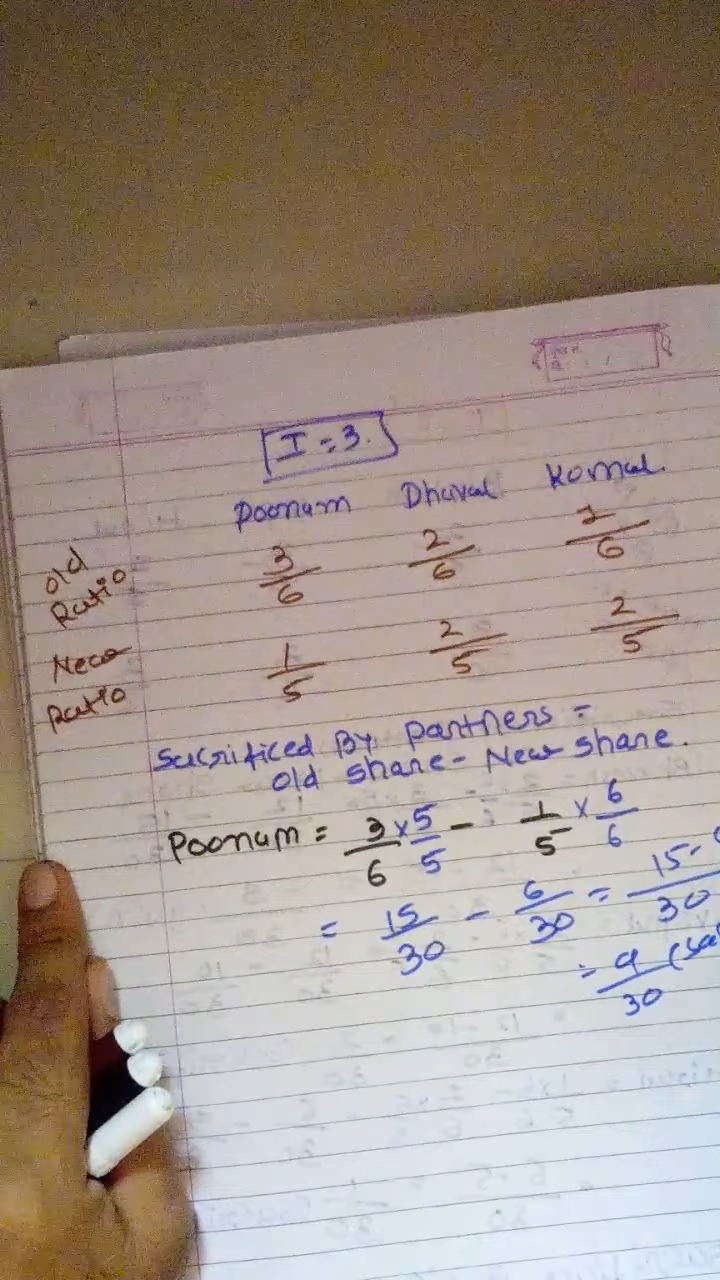 I = 3.
Poonum Dhaval Komal.
Old Ratio 3/6 2/6 1/6
New Ratio 1/5 2/5 2/5
Sacrificed By Partners =
Old Share - New Share.
Poonum = 3/6 × 5/5 - 1/5 × 6/6
= 15/30 - 6/30 = 15-/30
= 9/30